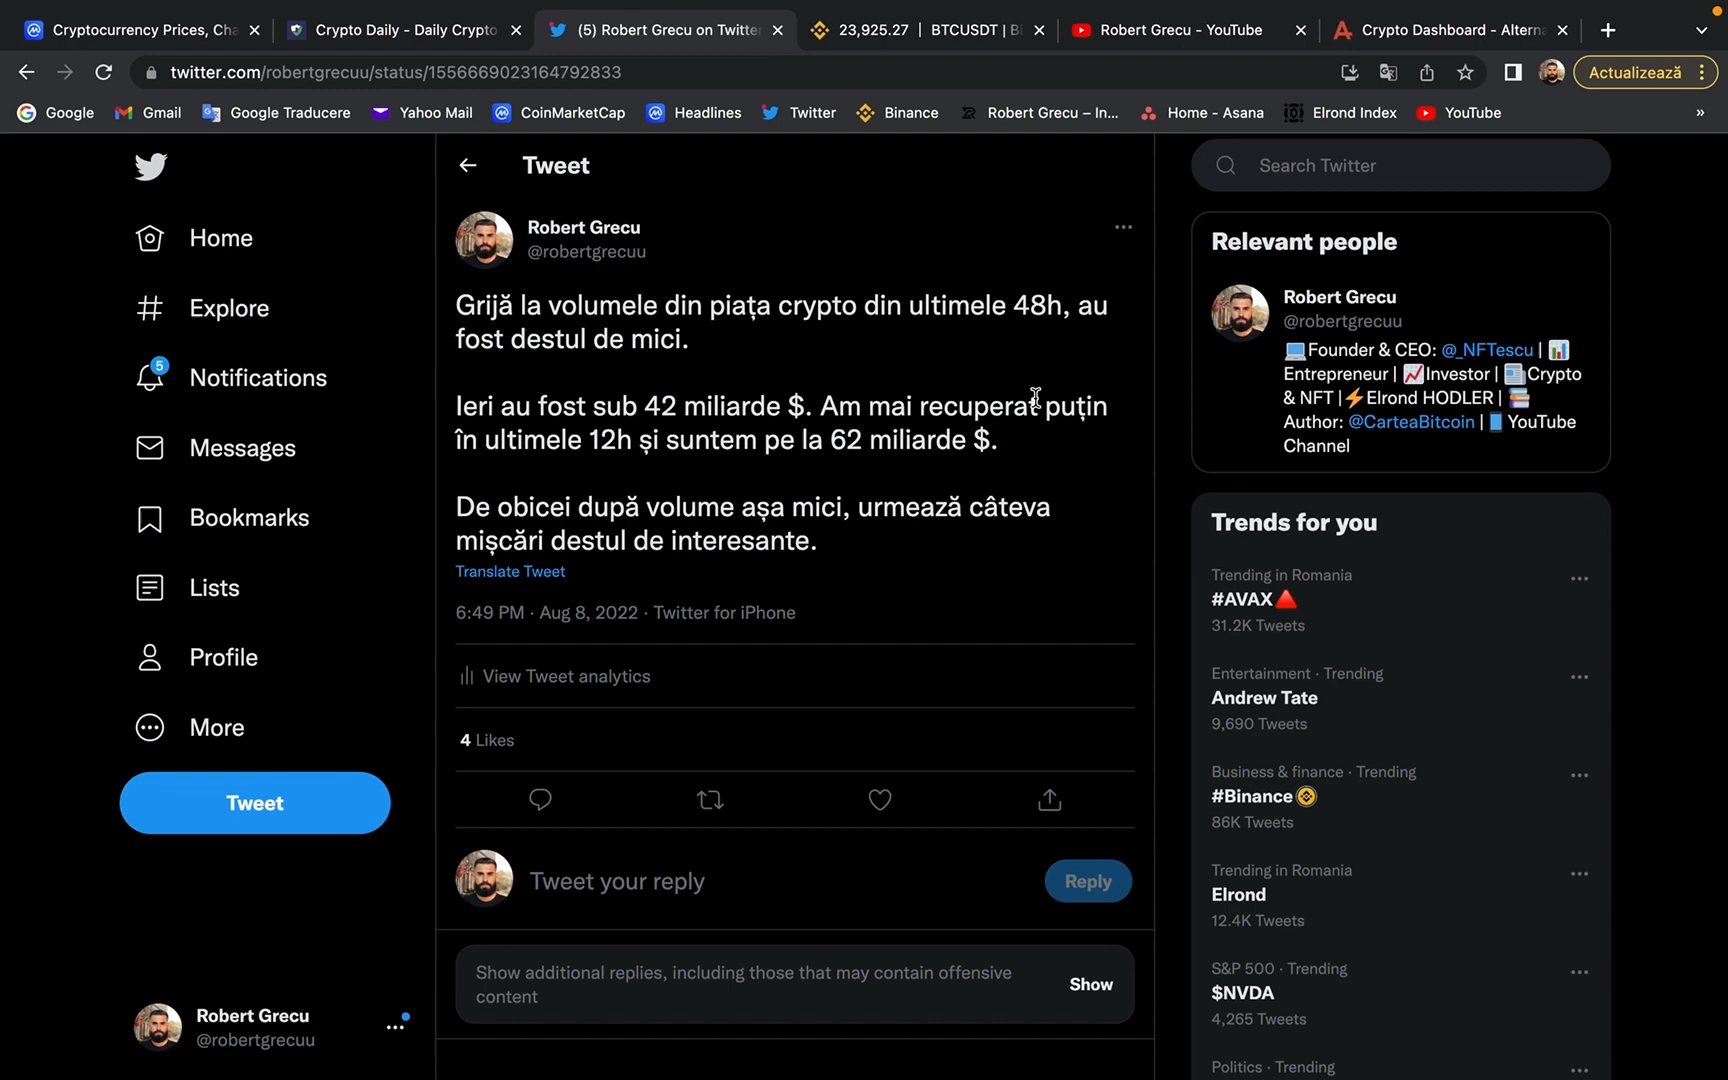 Cryptocurrency Prices, Cha
Crypto Daily - Daily Crypto
(5) Robert Grecu on Twitter
23,925.27 | BTCUSDT | Bi
Robert Grecu - YouTube
Crypto Dashboard - Alterna
twitter.com/robertgrecuu/status/1556669023164792833
Actualizează
Google
Gmail
Google Traducere
Yahoo Mail
CoinMarketCap
Headlines
Twitter
Binance
Robert Grecu – In...
Home - Asana
Elrond Index
YouTube
»
Home
Explore
5
Notifications
Messages
Bookmarks
Lists
Profile
More
Tweet
Robert Grecu
@robertgrecuu
Tweet
Robert Grecu
@robertgrecuu
Grijă la volumele din piața crypto din ultimele 48h, au
fost destul de mici.
Ieri au fost sub 42 miliarde $. Am mai recuperat puțin
în ultimele 12h și suntem pe la 62 miliarde $.
De obicei după volume așa mici, urmează câteva
mișcări destul de interesante.
Translate Tweet
6:49 PM · Aug 8, 2022 · Twitter for iPhone
View Tweet analytics
4 Likes
Tweet your reply
Reply
Show additional replies, including those that may contain offensive
content
Show
Search Twitter
Relevant people
Robert Grecu
@robertgrecuu
💻Founder & CEO: @_NFTescu | 📊
Entrepreneur | 📈Investor | 📰Crypto
& NFT |⚡Elrond HODLER | 📚
Author: @CarteaBitcoin | 📱YouTube
Channel
Trends for you
Trending in Romania
#AVAX🔺
31.2K Tweets
Entertainment · Trending
Andrew Tate
9,690 Tweets
Business & finance · Trending
#Binance
86K Tweets
Trending in Romania
Elrond
12.4K Tweets
S&P 500 · Trending
$NVDA
4,265 Tweets
Politics · Trending